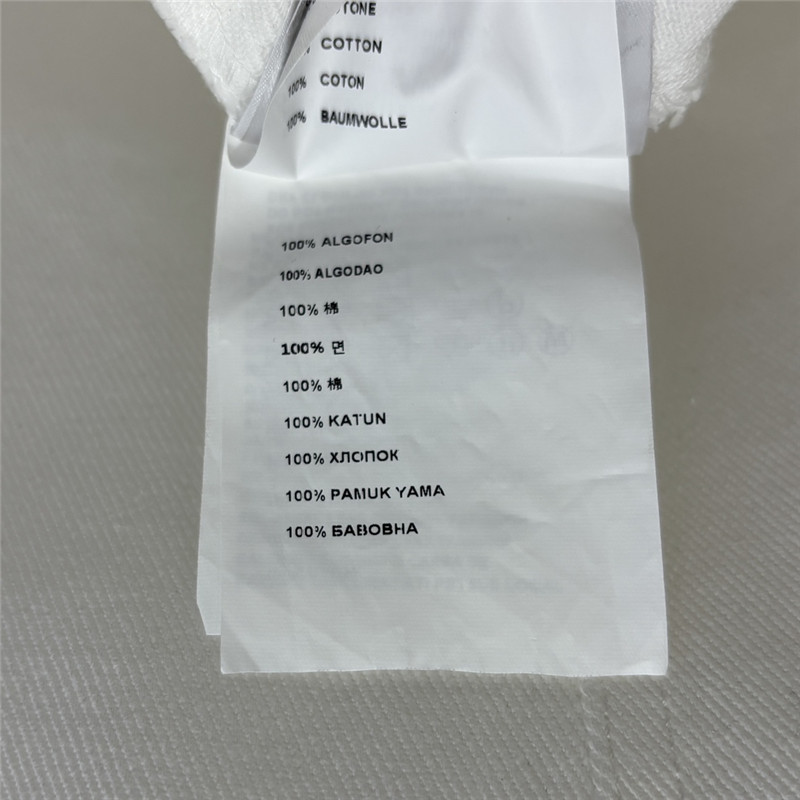 TONE
COTTON
100% COTON
100% BAUMWOLLE
100% ALGOFON
100% ALGODAO
100% 棉
100% 면
100% 棉
100% KATUN
100% ХЛОПОК
100% PAMUK YAMA
100% БАВОВНА